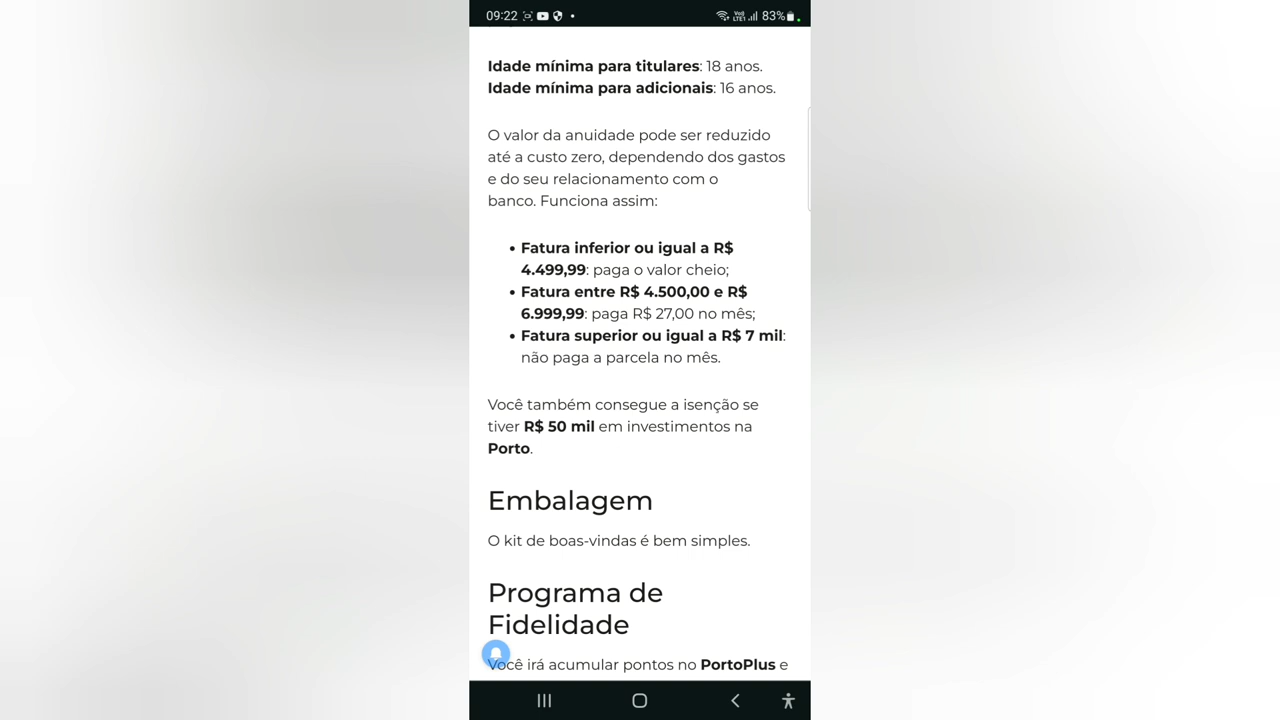 09:22
Vo))
LTE1
83%
Idade mínima para titulares: 18 anos.
Idade mínima para adicionais: 16 anos.
O valor da anuidade pode ser reduzido
até a custo zero, dependendo dos gastos
e do seu relacionamento com o
banco. Funciona assim:
• Fatura inferior ou igual a R$
4.499,99: paga o valor cheio;
• Fatura entre R$ 4.500,00 e R$
6.999,99: paga R$ 27,00 no mês;
• Fatura superior ou igual a R$ 7 mil:
não paga a parcela no mês.
Você também consegue a isenção se
tiver R$ 50 mil em investimentos na
Porto.
Embalagem
O kit de boas-vindas é bem simples.
Programa de
Fidelidade
Você irá acumular pontos no PortoPlus e